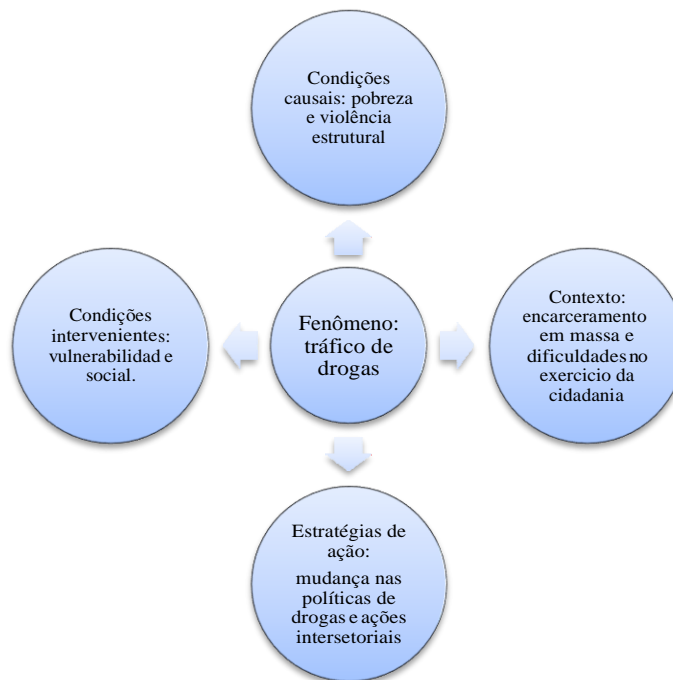 Condições
causais: pobreza
e violência
estrutural
Condições
intervenientes:
vulnerabilidad e
social.
Fenômeno:
tráfico de
drogas
Contexto:
encarceramento
em massa e
dificuldades no
exercicio da
cidadania
Estratégias de
ação:
mudança nas
políticas de
drogas e ações
intersetoriais